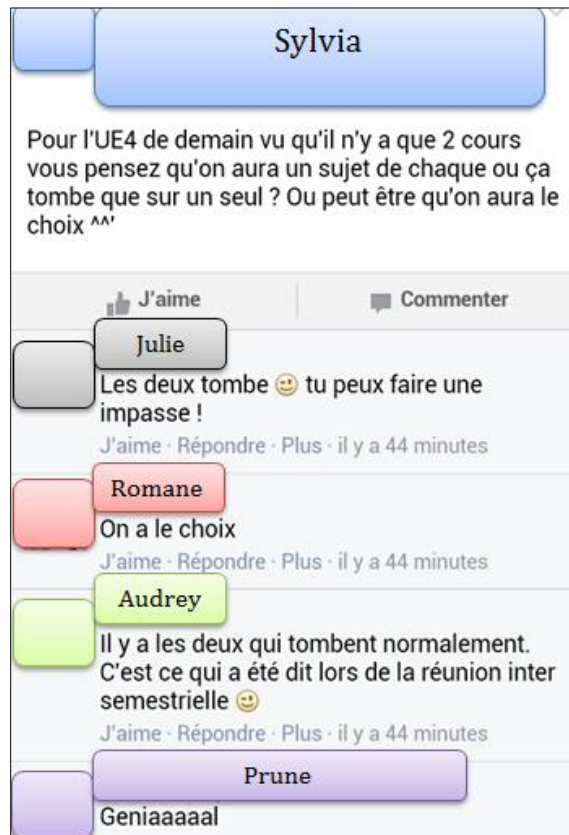 Sylvia
Pour l'UE4 de demain vu qu'il n'y a que 2 cours
vous pensez qu'on aura un sujet de chaque ou ça
tombe que sur un seul ? Ou peut être qu'on aura le
choix ^^'
J'aime
Commenter
Julie
Les deux tombe 😉 tu peux faire une
impasse !
J'aime · Répondre · Plus · il y a 44 minutes
Romane
On a le choix
J'aime · Répondre · Plus · il y a 44 minutes
Audrey
Il y a les deux qui tombent normalement.
C'est ce qui a été dit lors de la réunion inter
semestrielle 😉
J'aime · Répondre · Plus · il y a 44 minutes
Prune
Geniaaaaal